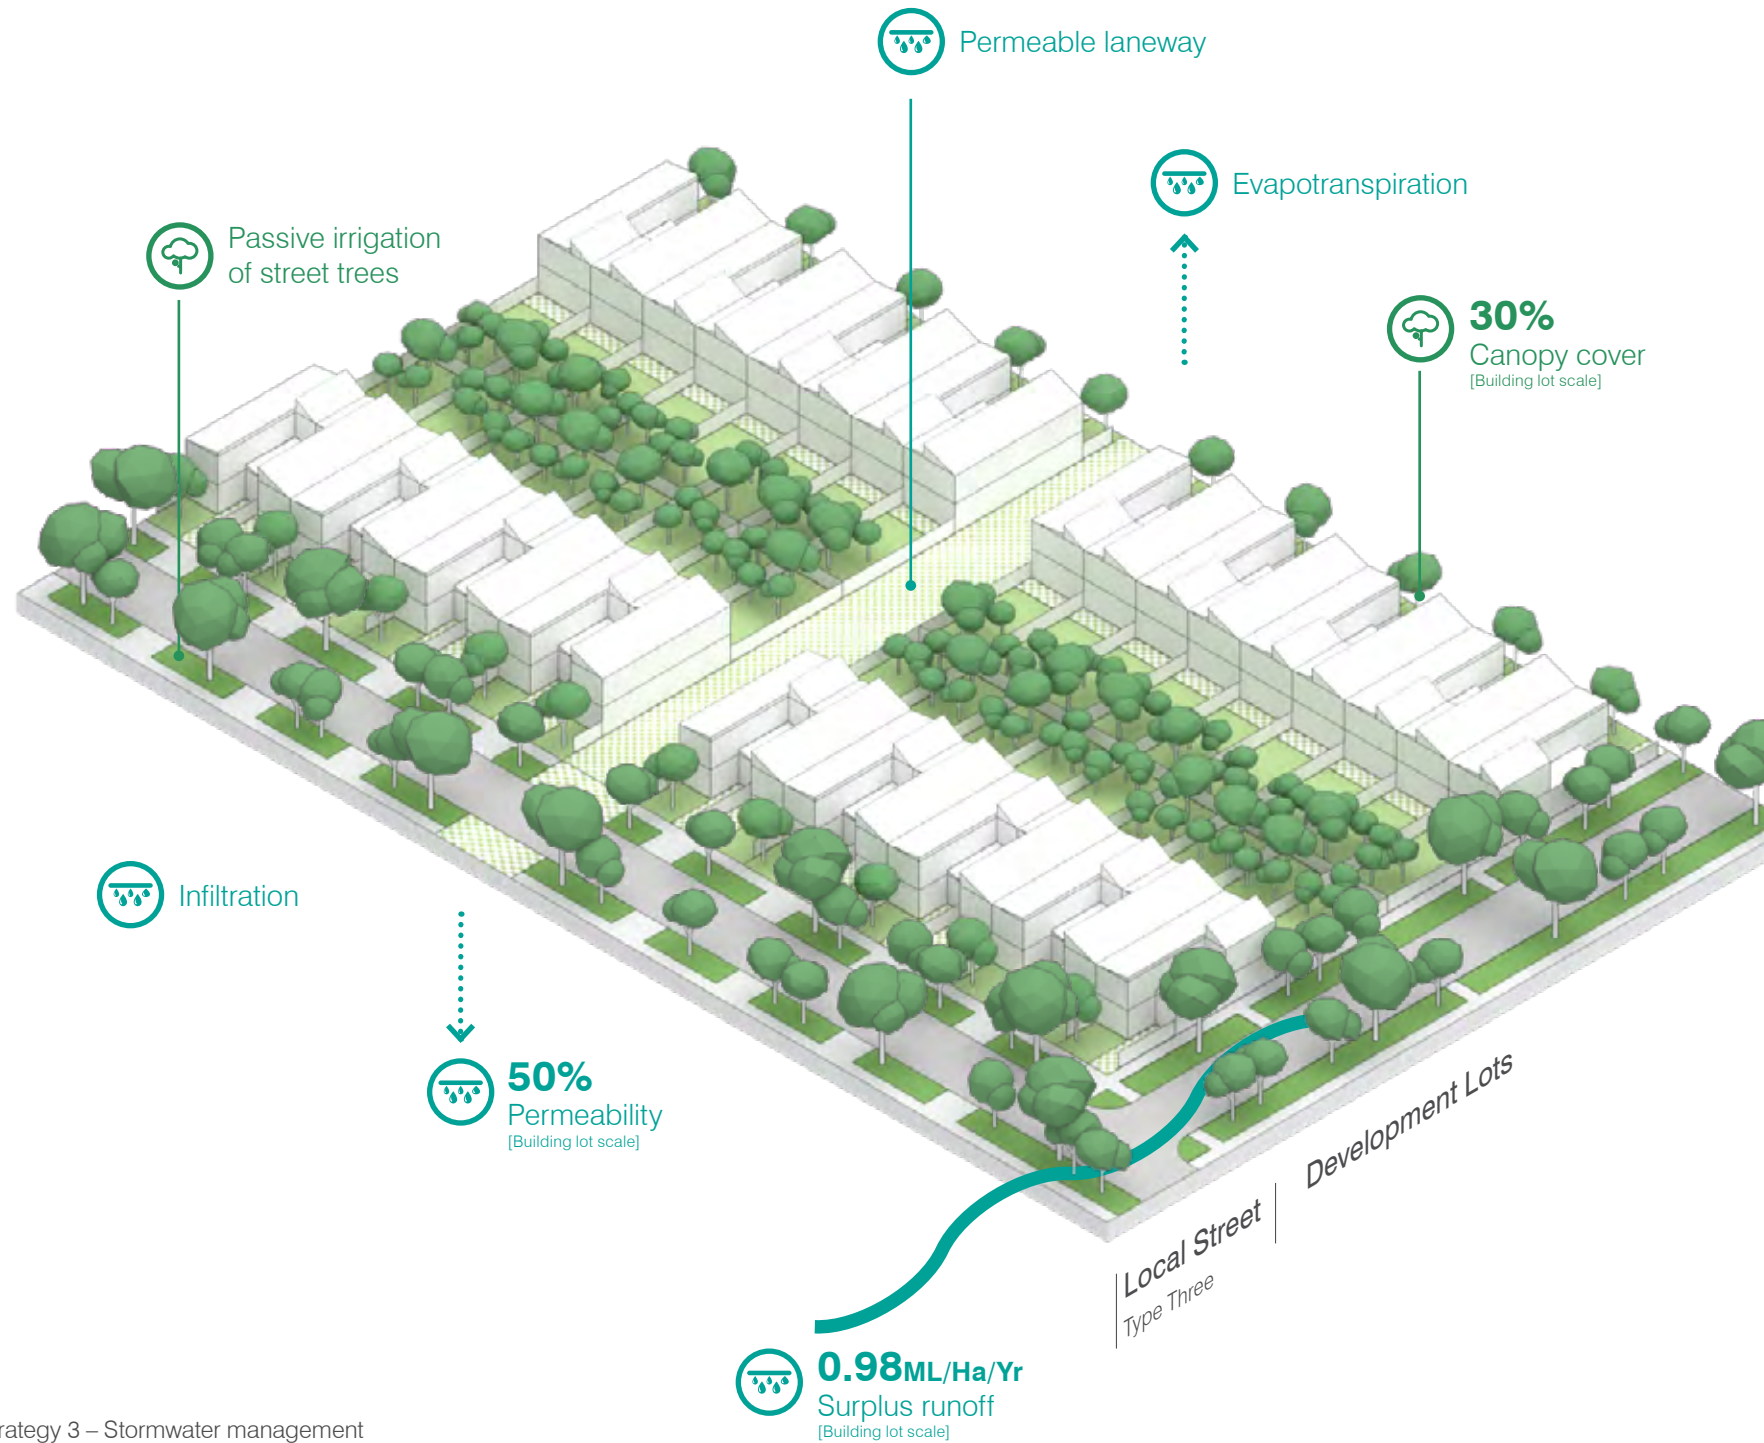 Permeable laneway
Evapotranspiration
Passive irrigation
of street trees
30%
Canopy cover
[Building lot scale]
Infiltration
50%
Permeability
[Building lot scale]
Development Lots
Local Street
Type Three
0.98ML/Ha/Yr
Surplus runoff
[Building lot scale]
rategy 3 – Stormwater management